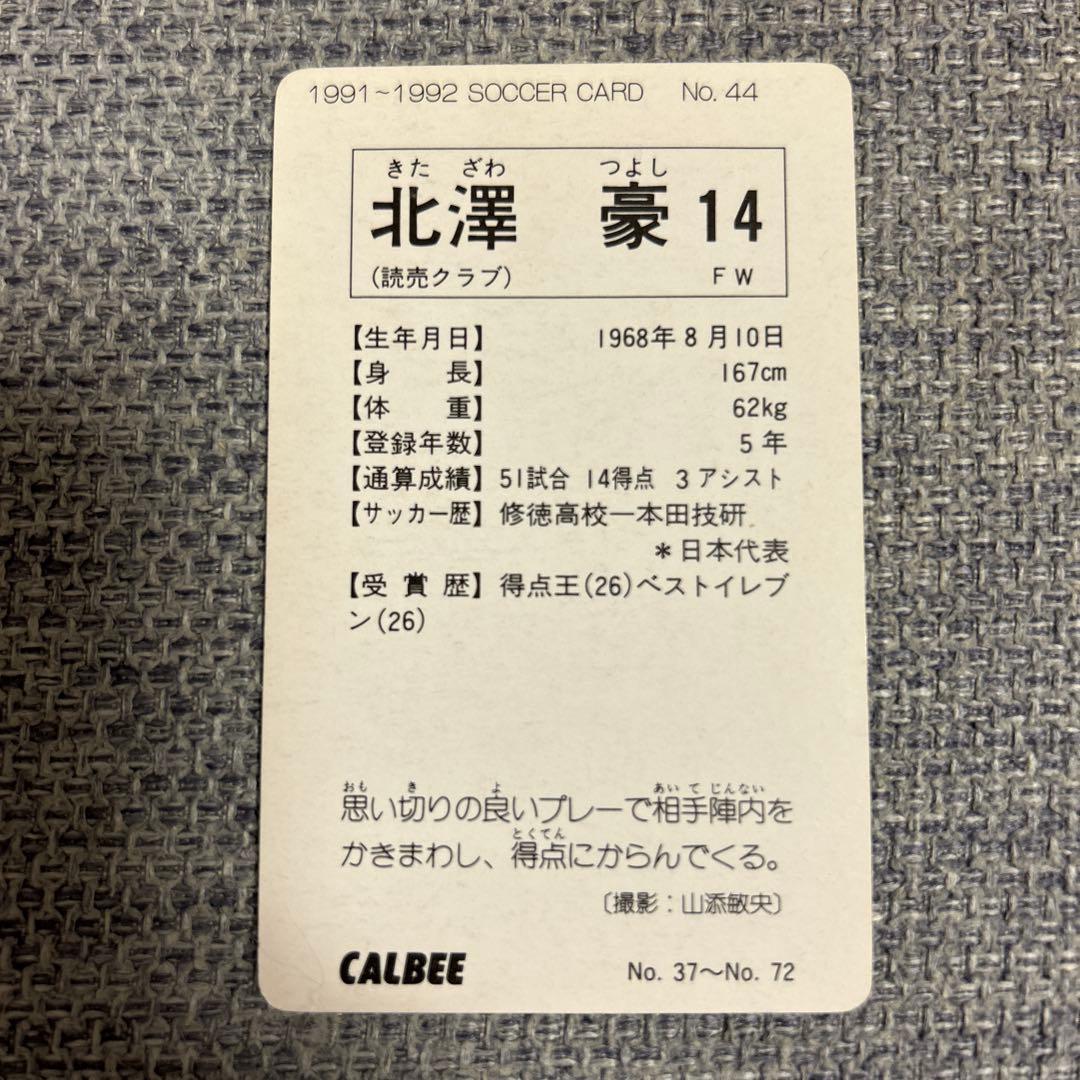 1991~1992 SOCCER CARD No. 44
きた ざわ つよし
北澤 豪 14
(読売クラブ) FW
【生年月日】 1968年8月10日
【身 長】 167cm
【体 重】 62kg
【登録年数】 5年
【通算成績】 51試合 14得点 3アシスト
【サッカー歴】 修徳高校ー本田技研
*日本代表
【受賞歴】 得点王(26)ベストイレブ
ン(26)
おも き よ あい て じんない
思い切りの良いプレーで相手陣内を
とくてん
かきまわし、得点にからんでくる。
〔撮影:山添敏央〕
CALBEE No. 37〜No. 72